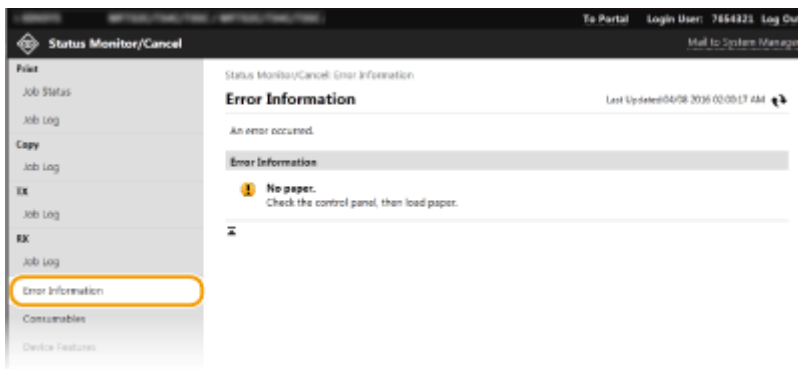 To Portal Login User: 7654321 Log Out
Status Monitor/Cancel
Mail to System Manager
Print
Job Status
Job Log
Copy
Job Log
TX
Job Log
RX
Job Log
Error Information
Consumables
Device Features
Status Monitor/Cancel: Error Information
Error Information
Last Updated:04/08 2016 02:00:17 AM
An error occurred.
Error Information
No paper.
Check the control panel, then load paper.